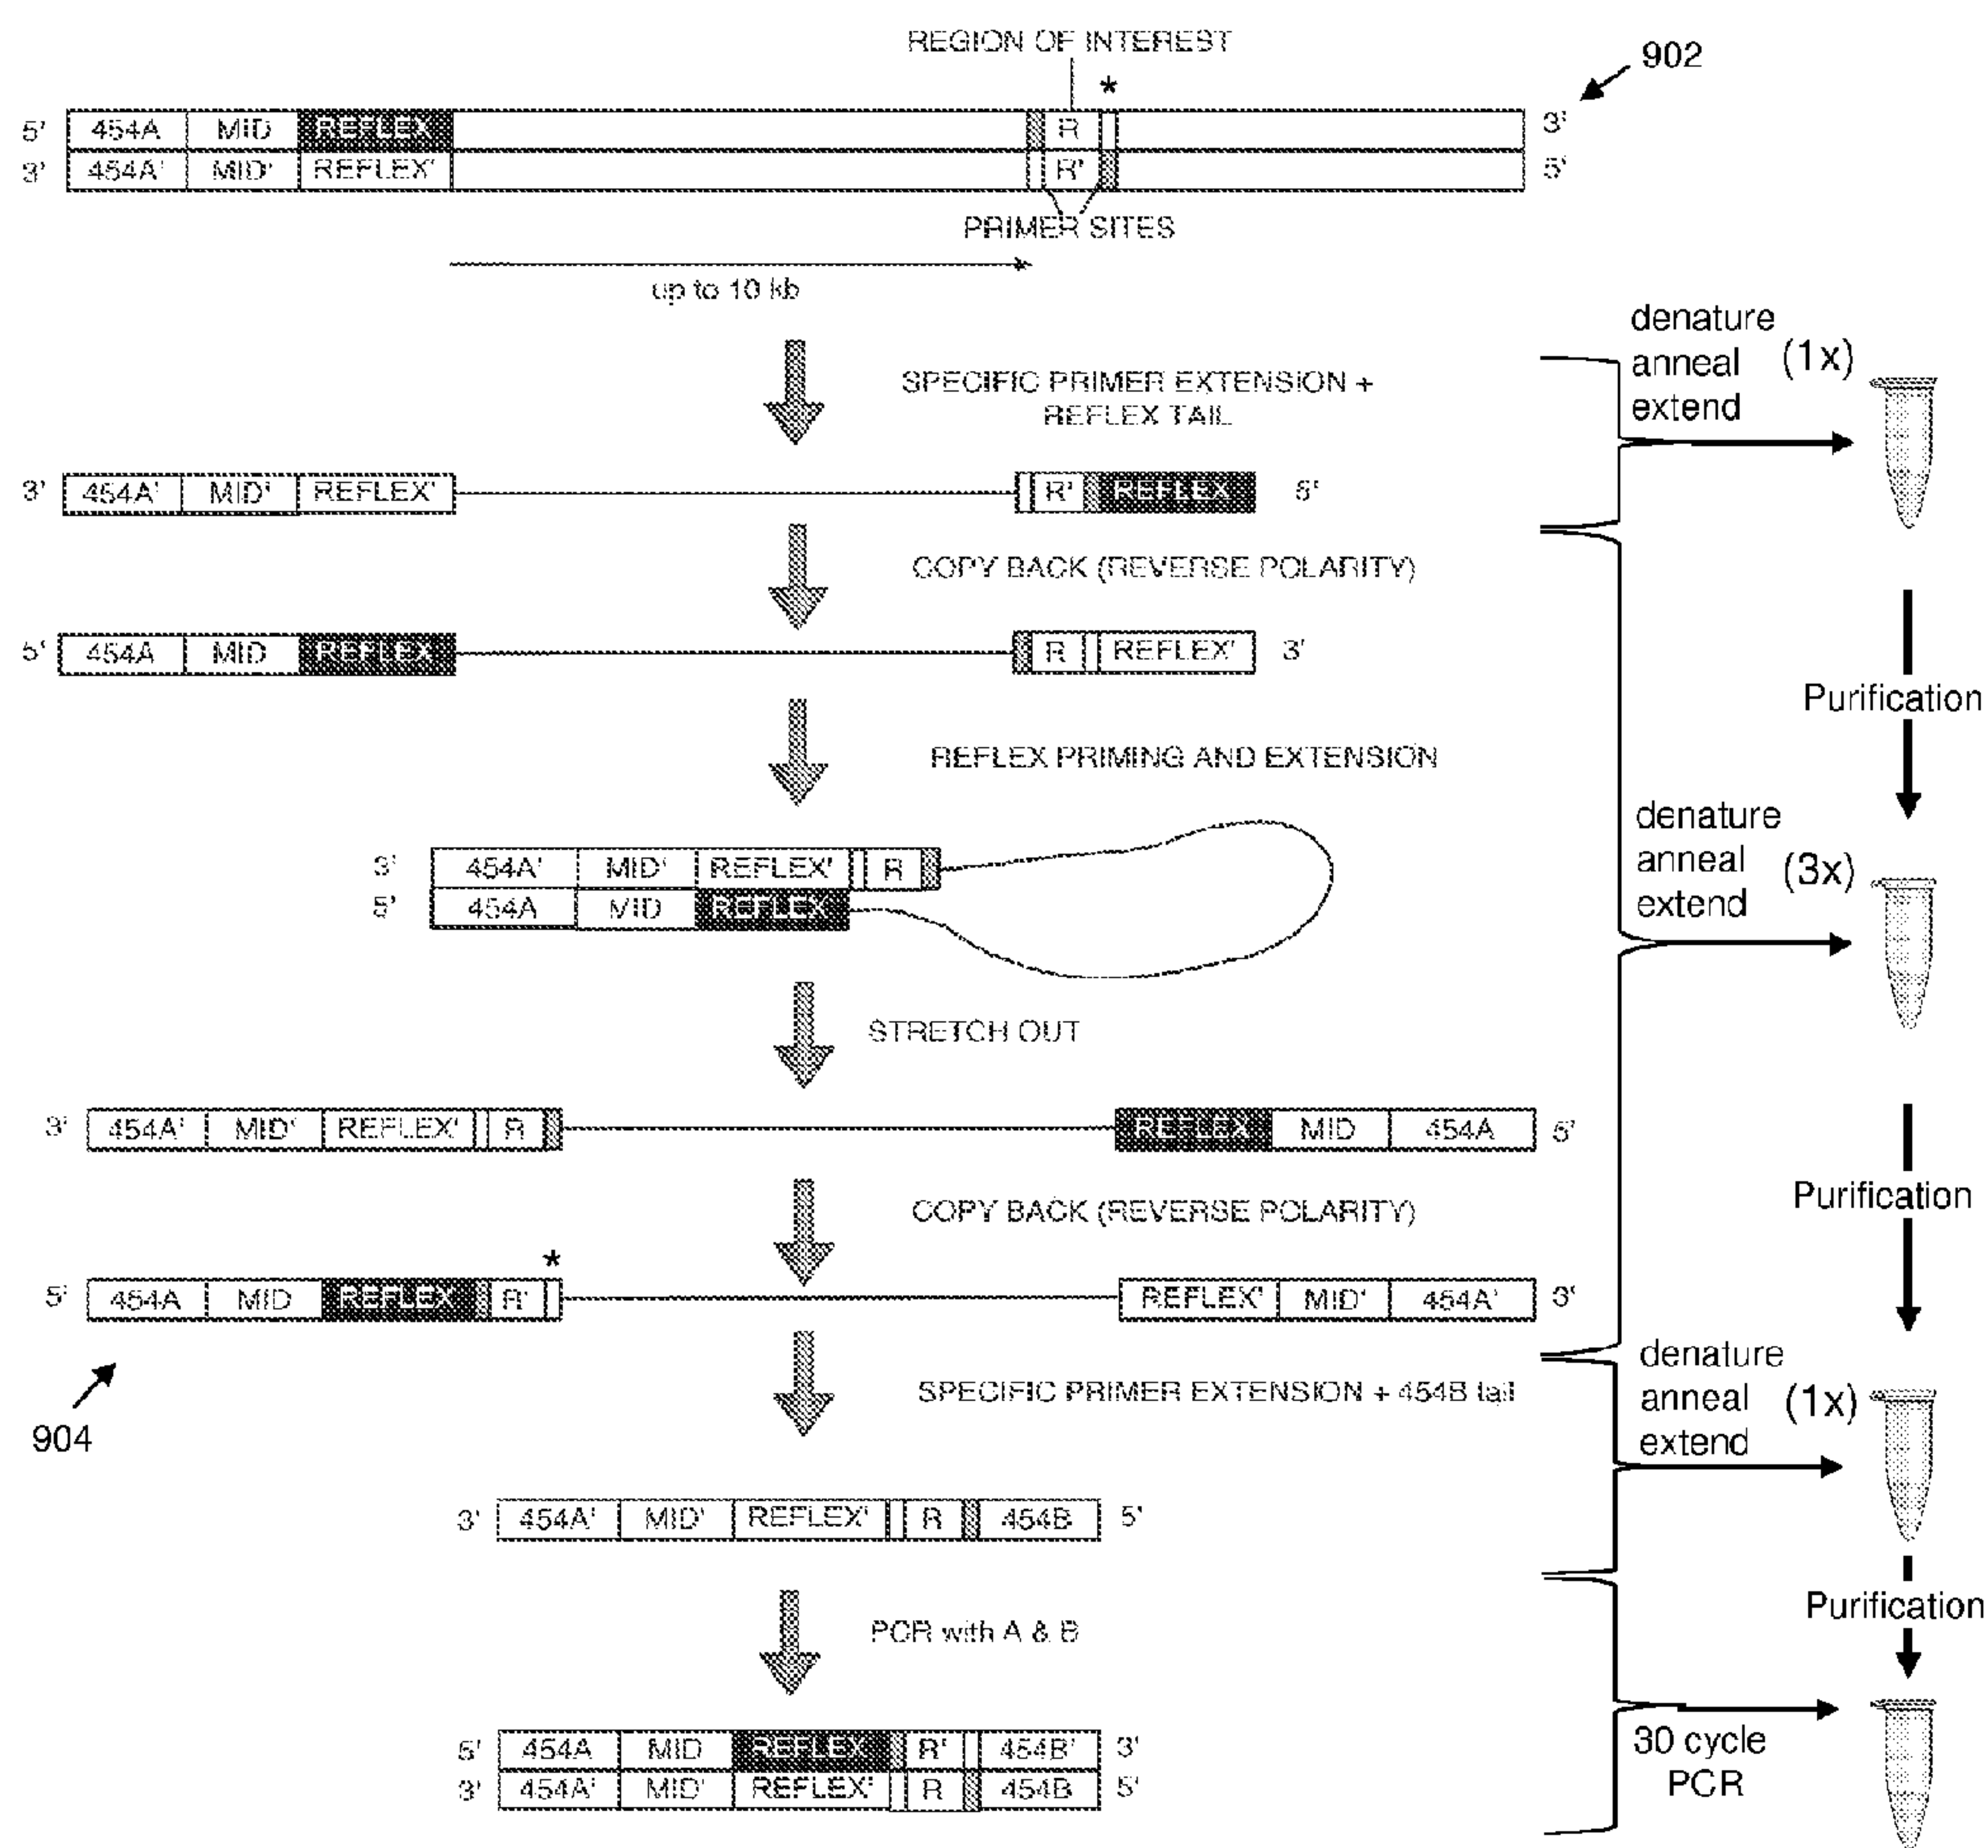 REGION OF INTEREST
* 902
5' 454A MID REFLEX R 3'
3' 454A' MID' REFLEX' R' 5'
PRIMER SITES
up to 10 kb
denature
anneal (1x)
extend
SPECIFIC PRIMER EXTENSION +
REFLEX TAIL
3' 454A' MID' REFLEX' R' REFLEX 5'
COPY BACK (REVERSE POLARITY)
5' 454A MID REFLEX R REFLEX' 3'
Purification
REFLEX PRIMING AND EXTENSION
denature
anneal (3x)
extend
3' 454A' MID' REFLEX' R
5' 454A MID REFLEX
STRETCH OUT
3' 454A' MID' REFLEX' R REFLEX MID 454A 5'
Purification
COPY BACK (REVERSE POLARITY)
*
5' 454A MID REFLEX R' REFLEX' MID' 454A' 3'
904
denature
anneal (1x)
extend
SPECIFIC PRIMER EXTENSION + 454B tail
3' 454A' MID' REFLEX' R 454B 5'
Purification
PCR with A & B
30 cycle
PCR
5' 454A MID REFLEX R' 454B' 3'
3' 454A' MID' REFLEX' R 454B 5'